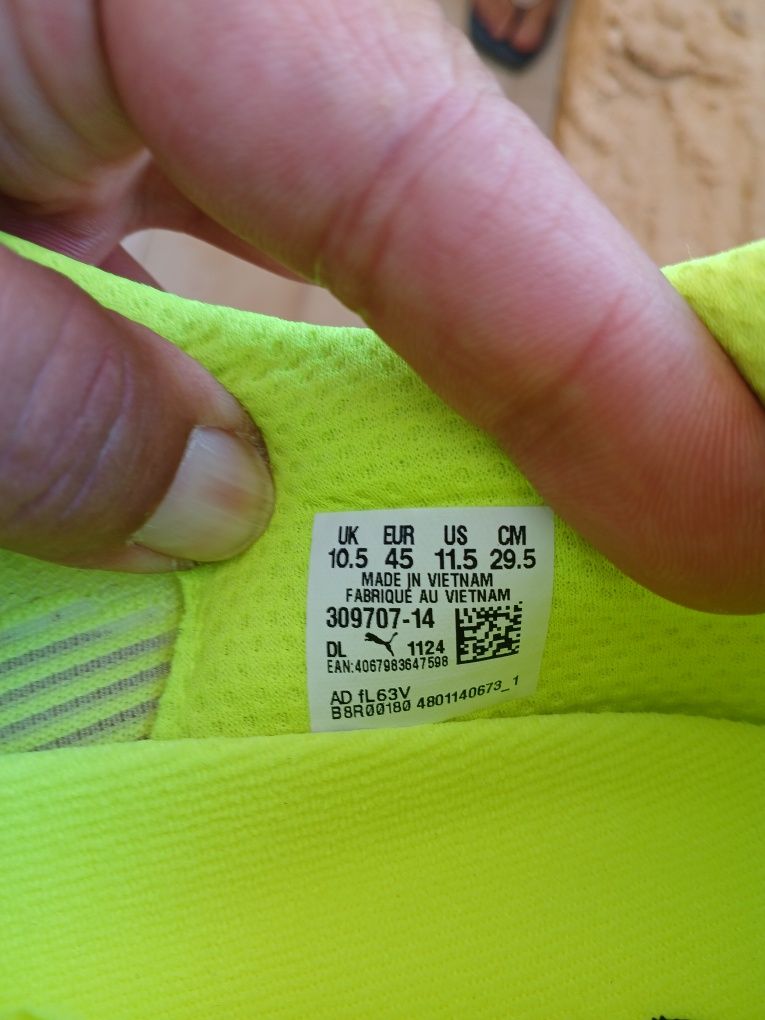 UK EUR US CM
10.5 45 11.5 29.5
MADE IN VIETNAM
FABRIQUÉ AU VIETNAM
309707-14
DL 1124
EAN:4067983647598
AD fL63V
B8R00180 4801140673_1